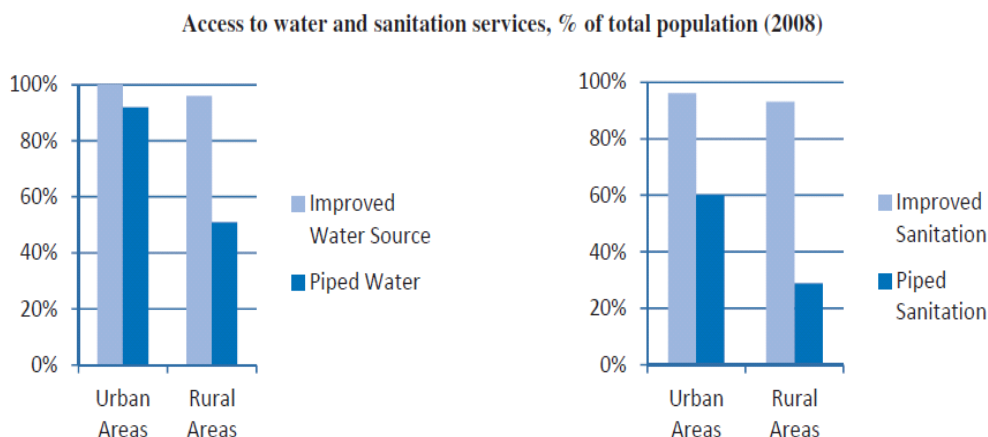 Access to water and sanitation services, % of total population (2008)
100%
80%
60%
40%
20%
0%
Urban
Areas
Rural
Areas
Improved
Water Source
Piped Water
100%
80%
60%
40%
20%
0%
Urban
Areas
Rural
Areas
Improved
Sanitation
Piped
Sanitation